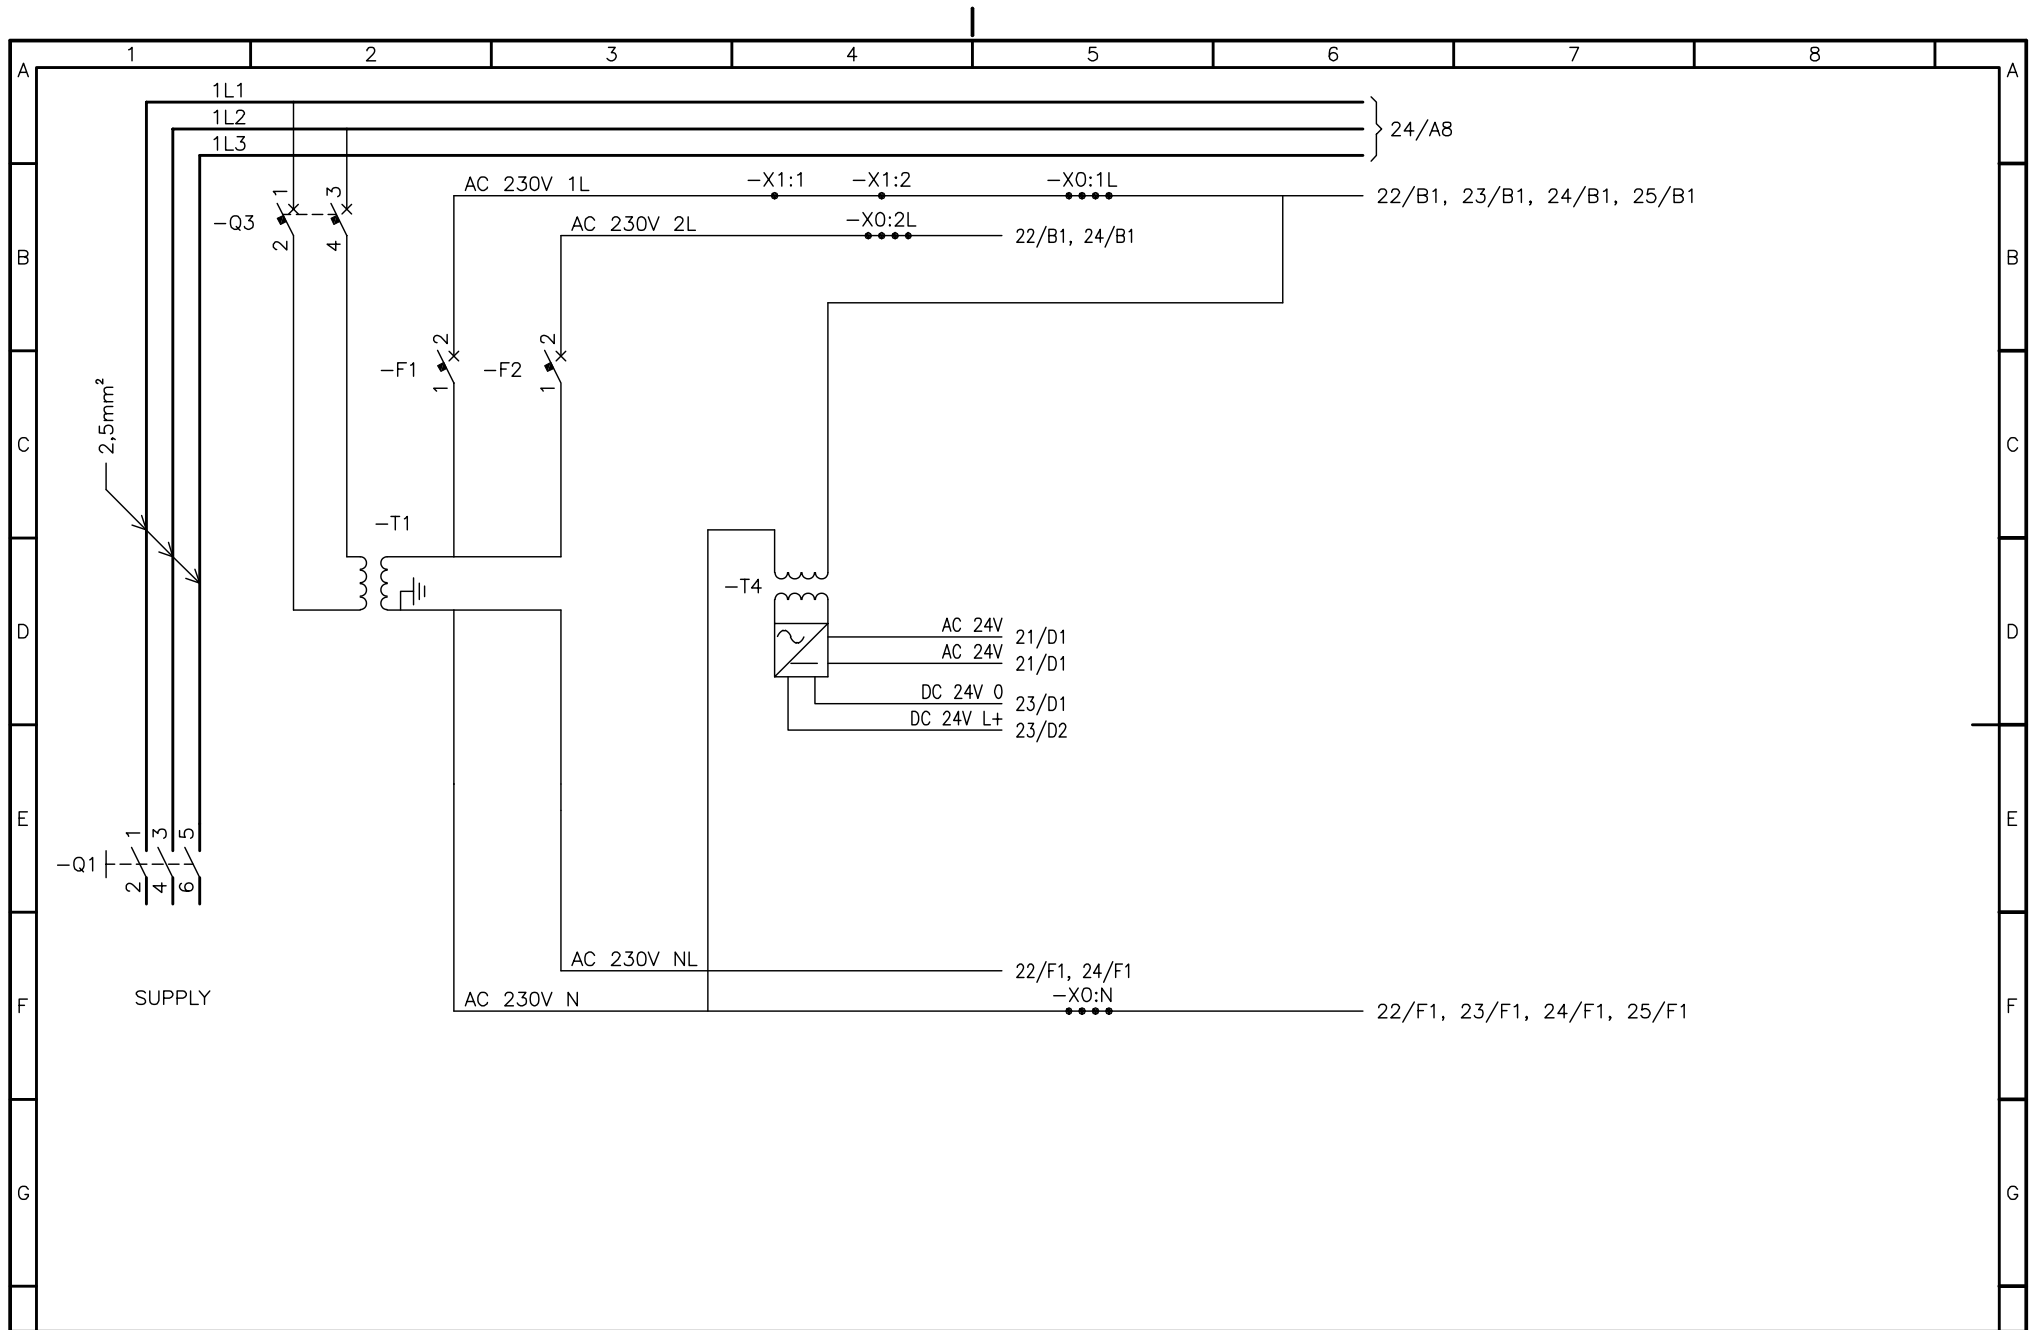 1 2 3 4 5 6 7 8
A A
1L1
1L2
24/A8
1L3
-X1:1 -X1:2 -X0:1L
AC 230V 1L
22/B1, 23/B1, 24/B1, 25/B1
1 3
-Q3
-X0:2L
AC 230V 2L
22/B1, 24/B1
2 4
B B
2 2
-F1 -F2
1 1
2,5mm²
C C
-T1
-T4
AC 24V 21/D1
D D
AC 24V 21/D1
DC 24V 0 23/D1
DC 24V L+ 23/D2
E E
1 3 5
-Q1
2 4 6
AC 230V NL
22/F1, 24/F1
SUPPLY
-X0:N
AC 230V N
F F
22/F1, 23/F1, 24/F1, 25/F1
G G